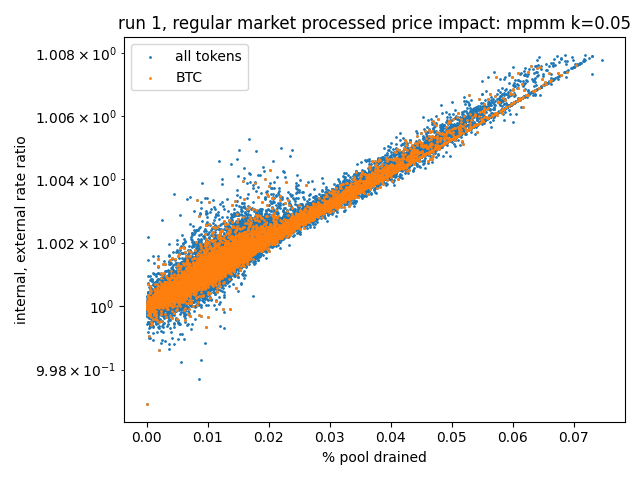 run 1, regular market processed price impact: mpmm k=0.05
all tokens
BTC
internal, external rate ratio
1.008 × 10⁰
1.006 × 10⁰
1.004 × 10⁰
1.002 × 10⁰
10⁰
9.98 × 10⁻¹
0.00 0.01 0.02 0.03 0.04 0.05 0.06 0.07
% pool drained